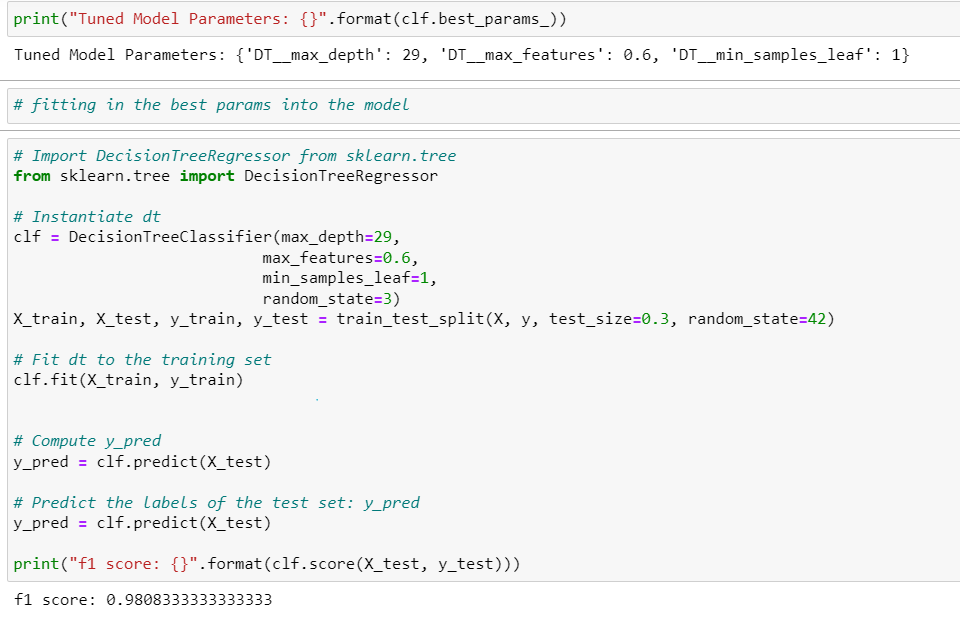 print("Tuned Model Parameters: {}".format(clf.best_params_))
Tuned Model Parameters: {'DT__max_depth': 29, 'DT__max_features': 0.6, 'DT__min_samples_leaf': 1}
# fitting in the best params into the model
# Import DecisionTreeRegressor from sklearn.tree
from sklearn.tree import DecisionTreeRegressor
# Instantiate dt
clf = DecisionTreeClassifier(max_depth=29,
max_features=0.6,
min_samples_leaf=1,
random_state=3)
X_train, X_test, y_train, y_test = train_test_split(X, y, test_size=0.3, random_state=42)
# Fit dt to the training set
clf.fit(X_train, y_train)
# Compute y_pred
y_pred = clf.predict(X_test)
# Predict the labels of the test set: y_pred
y_pred = clf.predict(X_test)
print("f1 score: {}".format(clf.score(X_test, y_test)))
f1 score: 0.9808333333333333